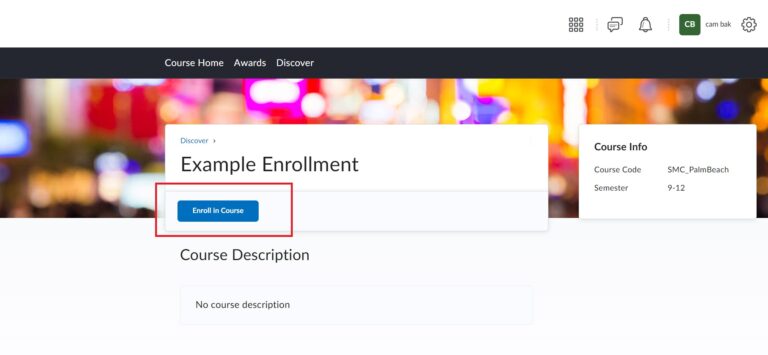 CB cam bak
Course Home Awards Discover
Discover ›
Example Enrollment
Enroll in Course
Course Info
Course Code SMC_PalmBeach
Semester 9-12
Course Description
No course description